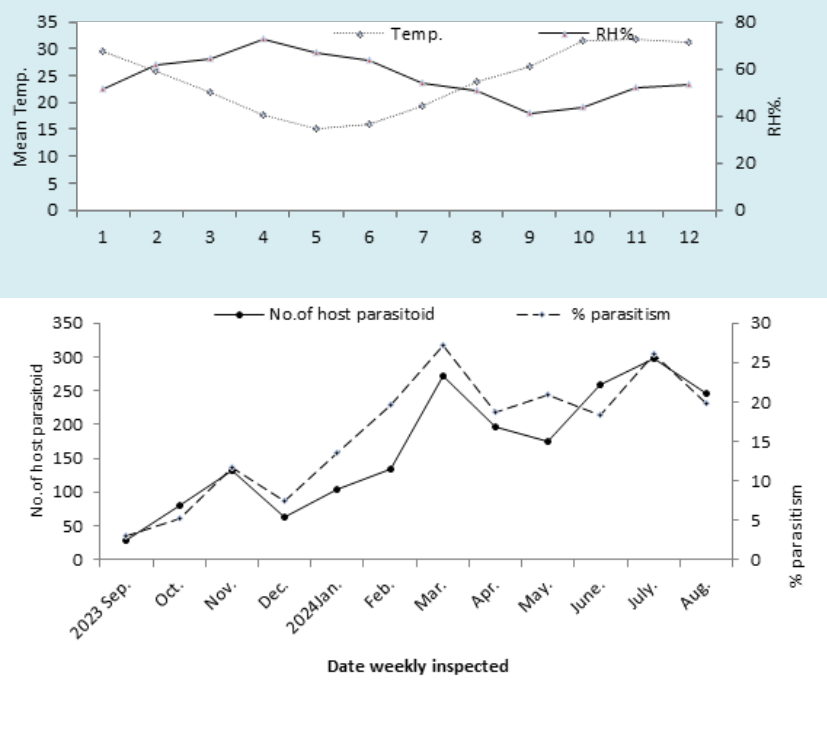 Temp. RH%
35 80
30
25 60
20
15 40
10
5 20
0 0
Mean Temp.
RH%.
1 2 3 4 5 6 7 8 9 10 11 12
No.of host parasitoid % parasitism
350 30
300 25
250
200 20
150 15
100 10
50 5
0 0
No.of host parasitoid
% parasitism
2023 Sep. Oct. Nov. Dec. 2024Jan. Feb. Mar. Apr. May. June. July. Aug.
Date weekly inspected